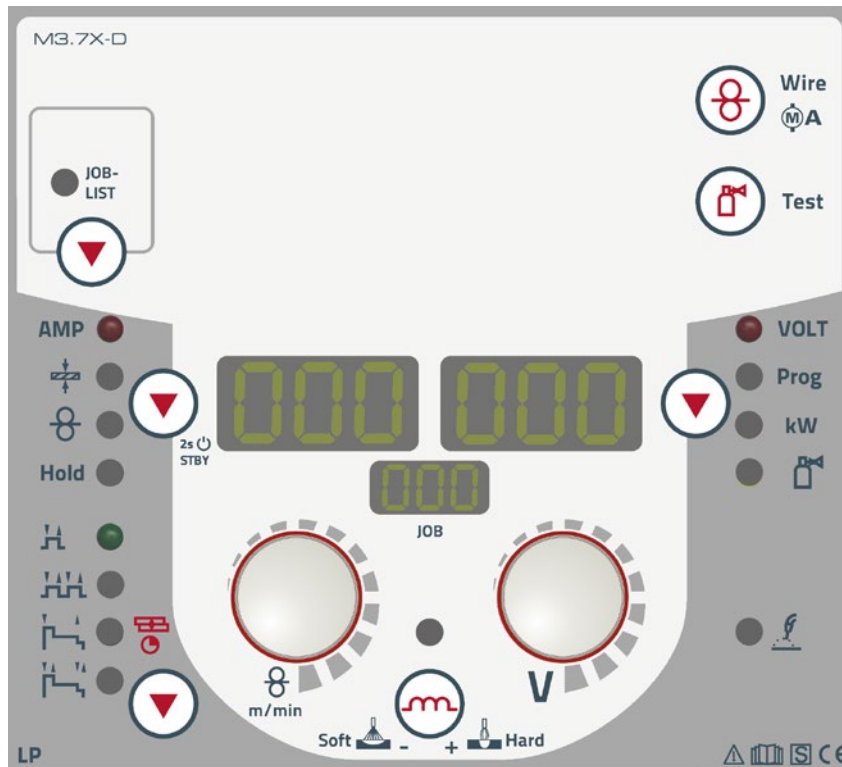 M3.7X-D
Wire
M A
JOB-
LIST
Test
AMP
VOLT
Prog
kW
2s
STBY
Hold
000
000
000
JOB
m/min
V
Soft - + Hard
LP
S CE